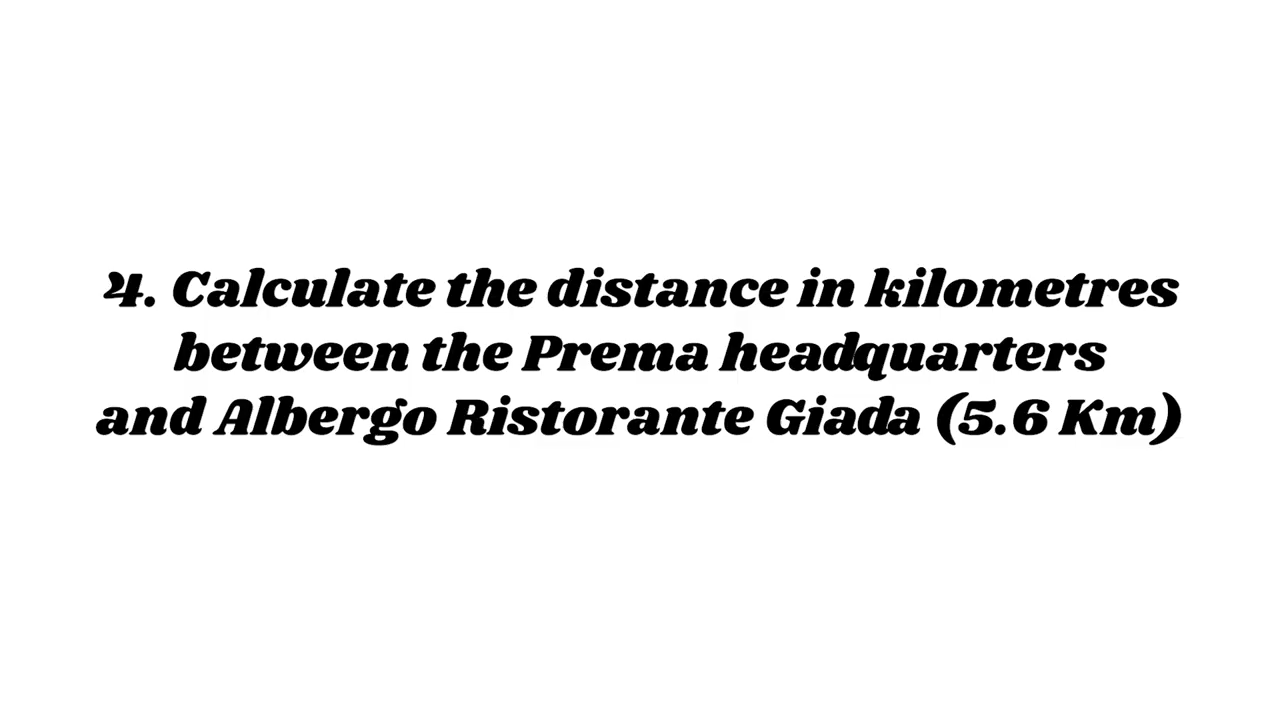 4. Calculate the distance in kilometres
between the Prema headquarters
and Albergo Ristorante Giada (5.6 Km)